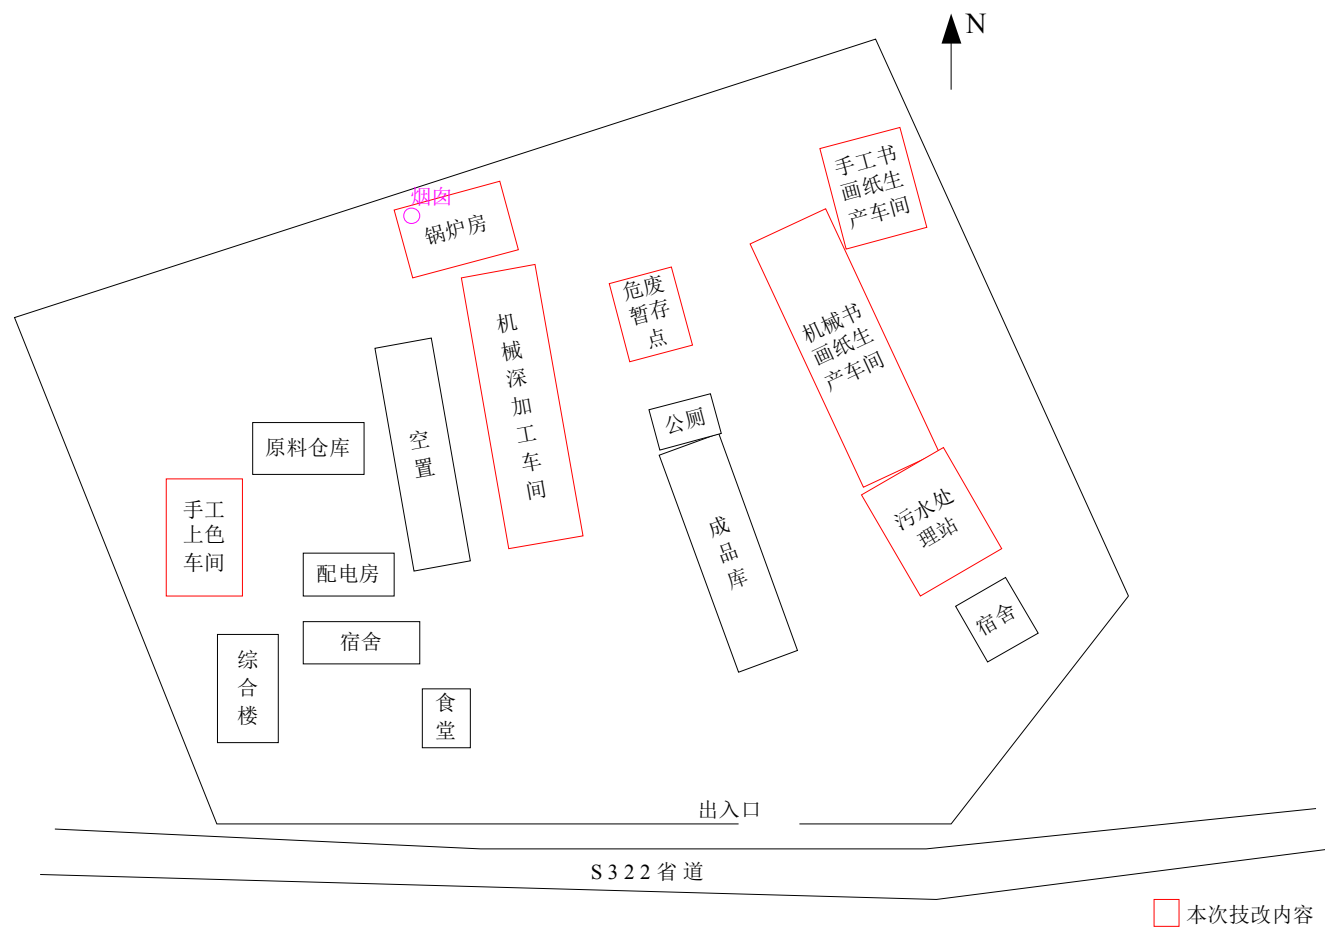 N
手工书
画纸生
产车间
烟囱
锅炉房
危废
暂存
点
机械书
画纸生
产车间
机
械
深
加
工
车
间
公厕
原料仓库
空
置
手工
上色
车间
成
品
库
污水处
理站
配电房
宿舍
宿舍
综
合
楼
食
堂
出入口
S322省道
本次技改内容